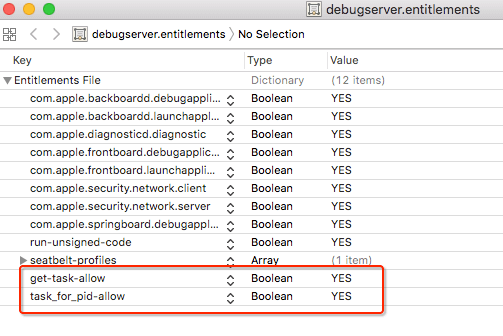 debugserver.entitlements
debugserver.entitlements No Selection
Key Type Value
Entitlements File Dictionary (12 items)
com.apple.backboardd.debugapplic... Boolean YES
com.apple.backboardd.launchapplic... Boolean YES
com.apple.diagnosticd.diagnostic Boolean YES
com.apple.frontboard.debugapplic... Boolean YES
com.apple.frontboard.launchapplic... Boolean YES
com.apple.security.network.client Boolean YES
com.apple.security.network.server Boolean YES
com.apple.springboard.debugapplic... Boolean YES
run-unsigned-code Boolean YES
seatbelt-profiles Array (1 item)
get-task-allow Boolean YES
task_for_pid-allow Boolean YES